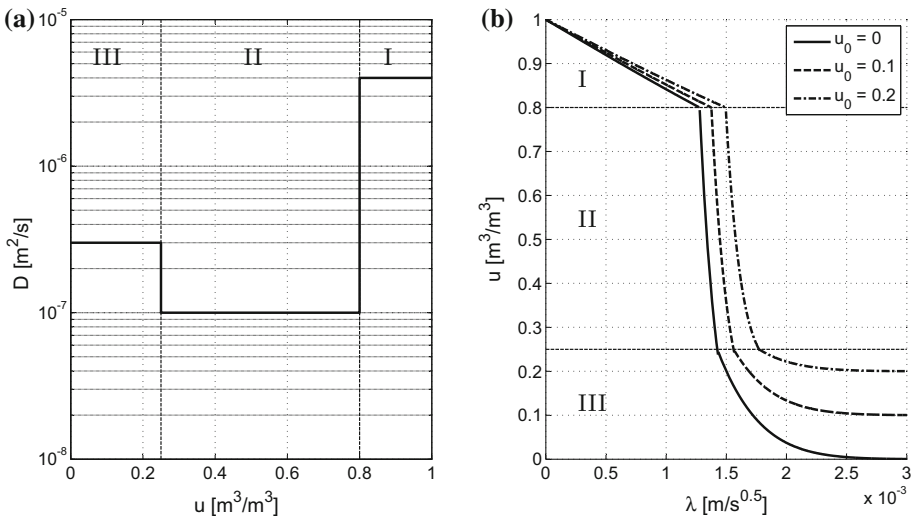 (a)
10^-5
10^-6
10^-7
10^-8
D [m^2/s]
III
II
I
0
0.2
0.4
0.6
0.8
1
u [m^3/m^3]
(b)
1
0.9
0.8
0.7
0.6
0.5
0.4
0.3
0.2
0.1
0
u [m^3/m^3]
I
II
III
u_0 = 0
u_0 = 0.1
u_0 = 0.2
0
0.5
1
1.5
2
2.5
3
x 10^-3
λ [m/s^0.5]